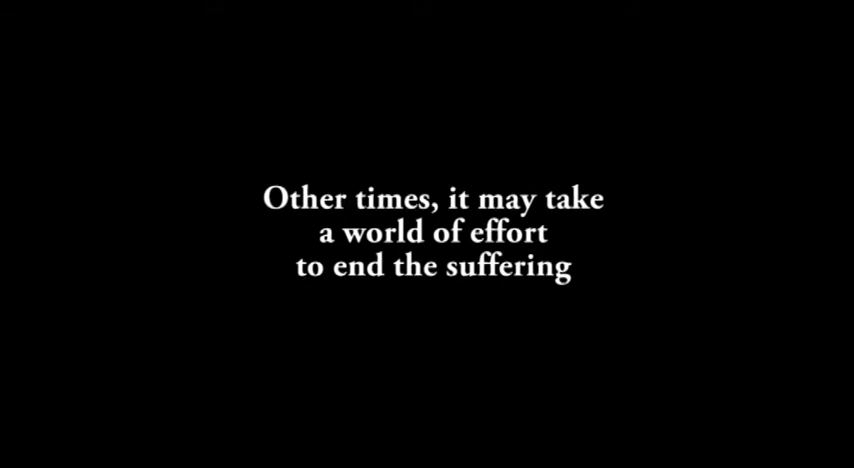 Other times, it may take
a world of effort
to end the suffering